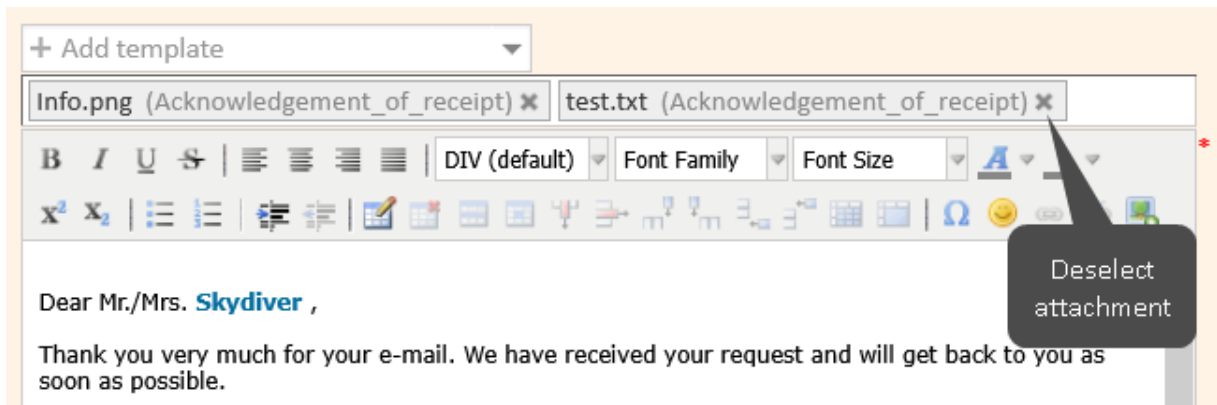 + Add template
Info.png (Acknowledgement_of_receipt) ✖ test.txt (Acknowledgement_of_receipt) ✖
B I U S DIV (default) Font Family Font Size A *
x² x₂ Ω
Deselect
attachment
Dear Mr./Mrs. Skydiver ,
Thank you very much for your e-mail. We have received your request and will get back to you as
soon as possible.